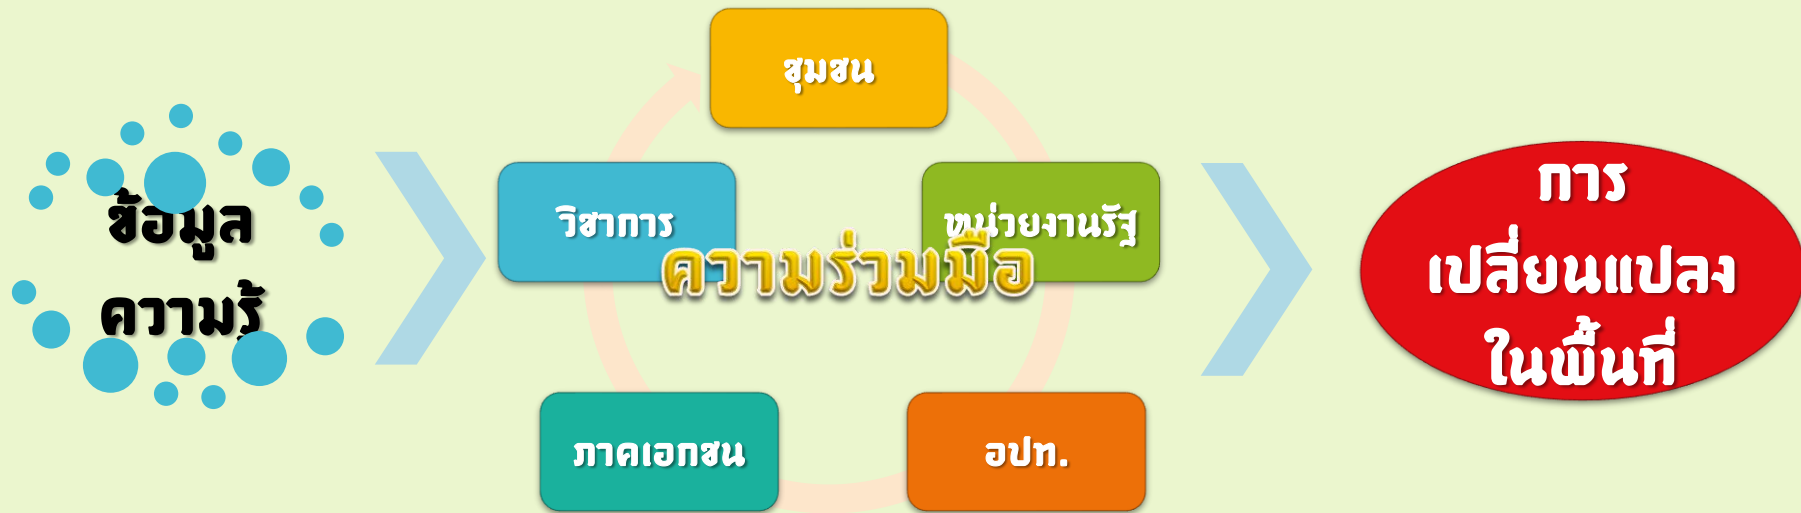 ข้อมูล
ความรู้
ชุมชน
วิชาการ
หน่วยงานรัฐ
ความร่วมมือ
ภาคเอกชน
อปท.
การ
เปลี่ยนแปลง
ในพื้นที่